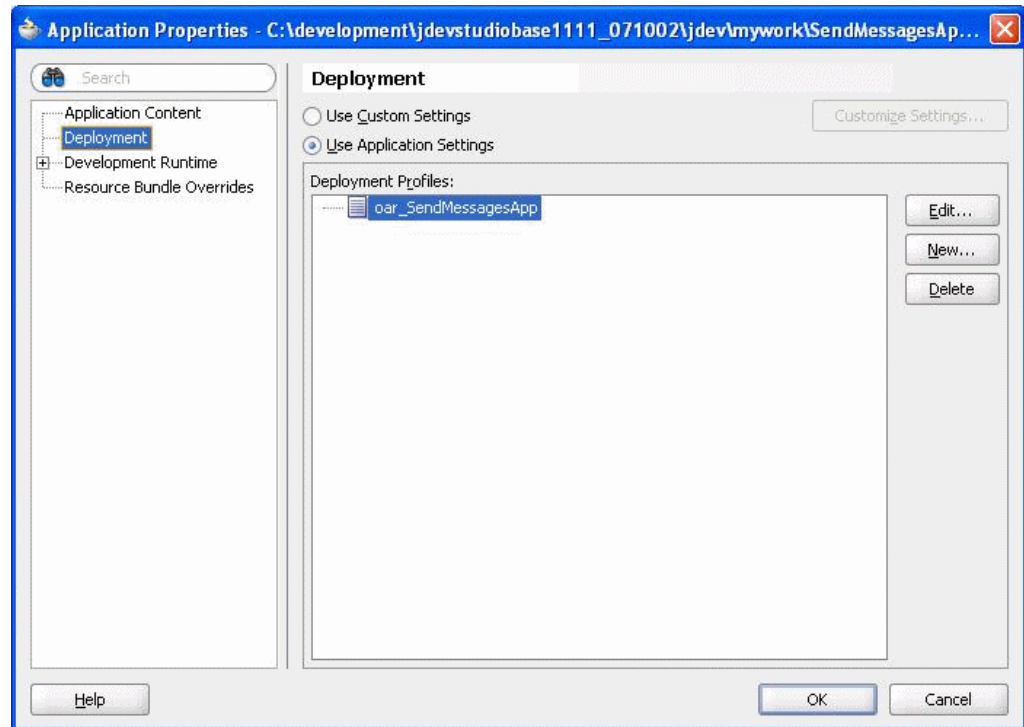 Application Properties - C:\development\jdevstudiobase1111_071002\jdev\mywork\SendMessagesAp...
Search
Application Content
Deployment
Development Runtime
Resource Bundle Overrides
Deployment
Use Custom Settings
Customize Settings...
Use Application Settings
Deployment Profiles:
oar_SendMessagesApp
Edit...
New...
Delete
Help
OK
Cancel